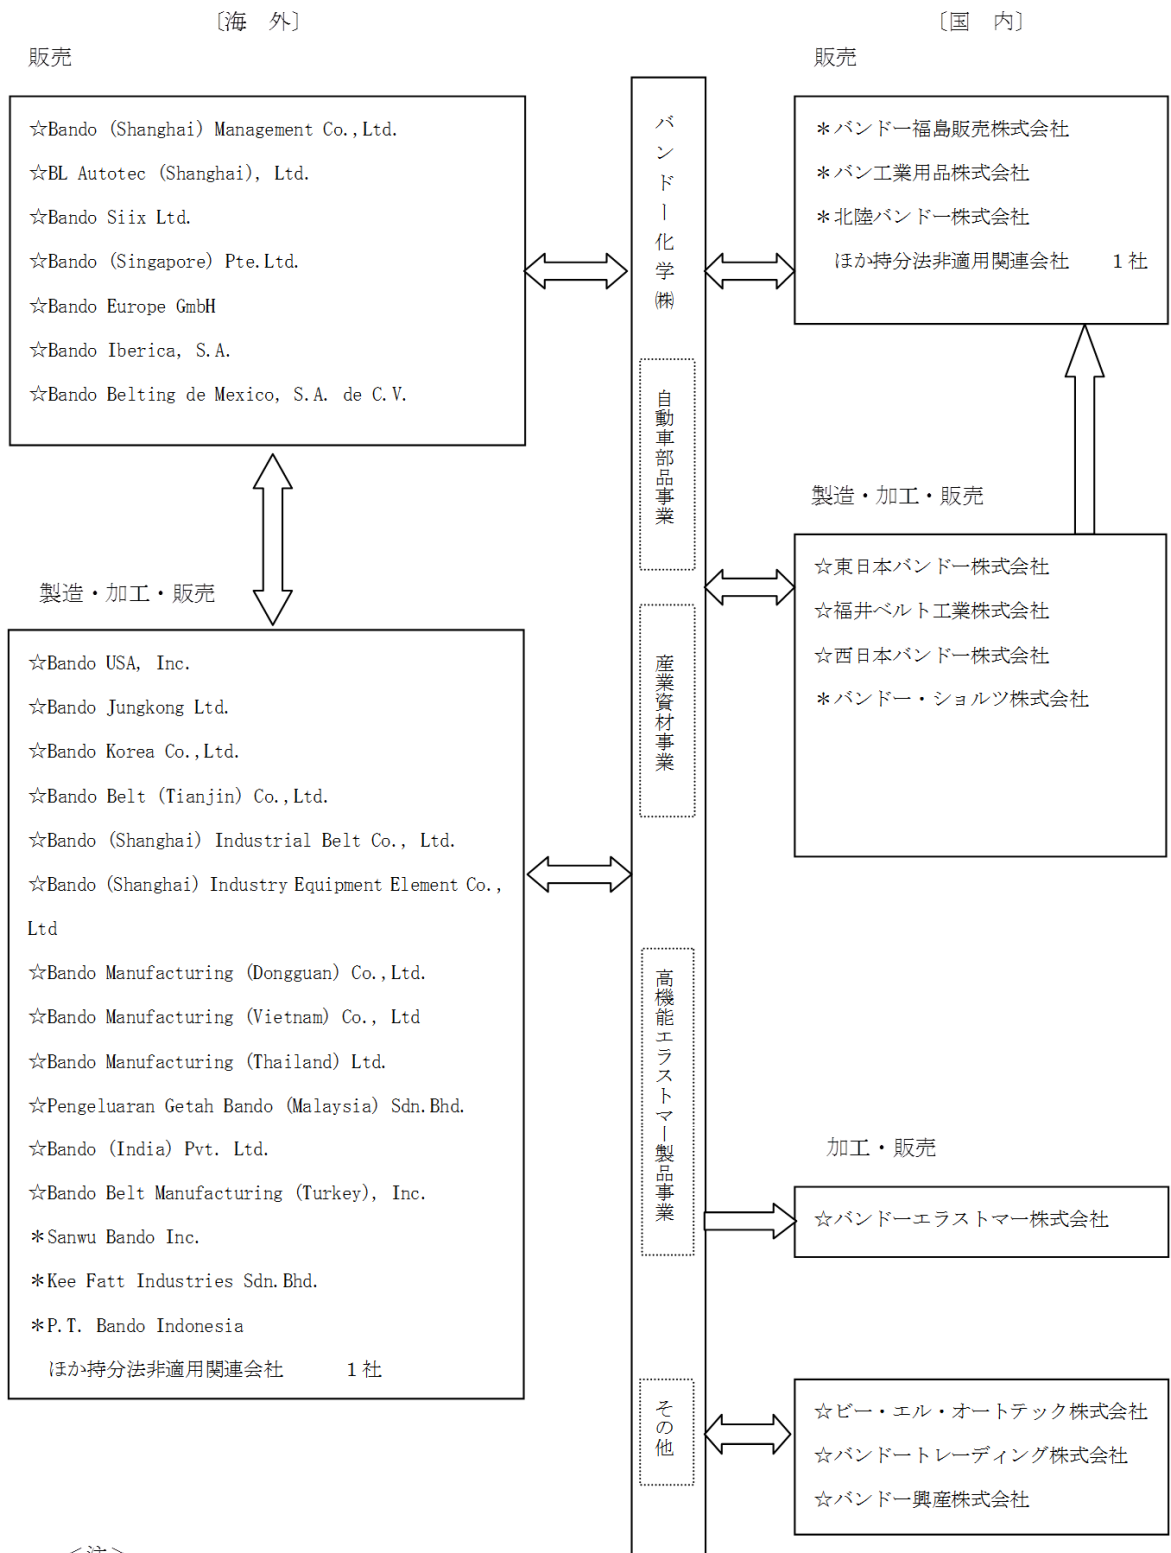 〔海　外〕
販売
☆Bando (Shanghai) Management Co.,Ltd.
☆BL Autotec (Shanghai), Ltd.
☆Bando Siix Ltd.
☆Bando (Singapore) Pte.Ltd.
☆Bando Europe GmbH
☆Bando Iberica, S.A.
☆Bando Belting de Mexico, S.A. de C.V.
製造・加工・販売
☆Bando USA, Inc.
☆Bando Jungkong Ltd.
☆Bando Korea Co.,Ltd.
☆Bando Belt (Tianjin) Co.,Ltd.
☆Bando (Shanghai) Industrial Belt Co., Ltd.
☆Bando (Shanghai) Industry Equipment Element Co.,
Ltd
☆Bando Manufacturing (Dongguan) Co.,Ltd.
☆Bando Manufacturing (Vietnam) Co., Ltd
☆Bando Manufacturing (Thailand) Ltd.
☆Pengeluaran Getah Bando (Malaysia) Sdn.Bhd.
☆Bando (India) Pvt. Ltd.
☆Bando Belt Manufacturing (Turkey), Inc.
＊Sanwu Bando Inc.
＊Kee Fatt Industries Sdn.Bhd.
＊P.T. Bando Indonesia
ほか持分法非適用関連会社　　　１社
バンドー化学㈱
自動車部品事業
産業資材事業
高機能エラストマー製品事業
その他
〔国　内〕
販売
＊バンドー福島販売株式会社
＊バン工業用品株式会社
＊北陸バンドー株式会社
ほか持分法非適用関連会社　　１社
製造・加工・販売
☆東日本バンドー株式会社
☆福井ベルト工業株式会社
☆西日本バンドー株式会社
＊バンドー・ショルツ株式会社
加工・販売
☆バンドーエラストマー株式会社
☆ビー・エル・オートテック株式会社
☆バンドートレーディング株式会社
☆バンドー興産株式会社
＜注＞